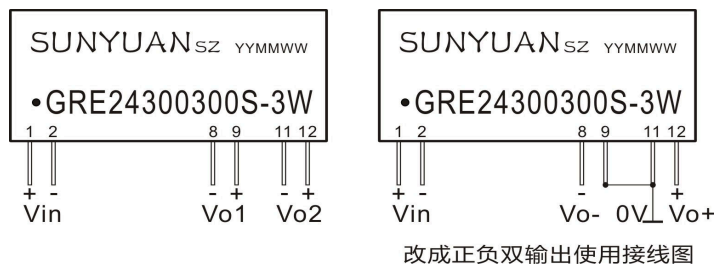 SUNYUAN SZ YYMMWW
•GRE24300300S-3W
1 2 8 9 11 12
+ - - + - +
Vin Vo1 Vo2
SUNYUAN SZ YYMMWW
•GRE24300300S-3W
1 2 8 9 11 12
+ - - +
Vin Vo- 0V Vo+
改成正负双输出使用接线图